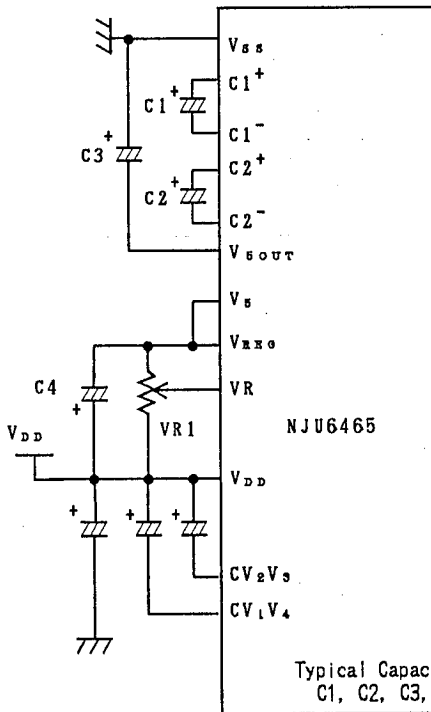 VSS
C1+
+
C1
C1-
+
C3
C2+
+
C2
C2-
V5OUT
V5
VREG
C4
+
VR
VR1
NJU6465
VDD
VDD
+
+
+
CV2V3
CV1V4
Typical Capac
C1, C2, C3,